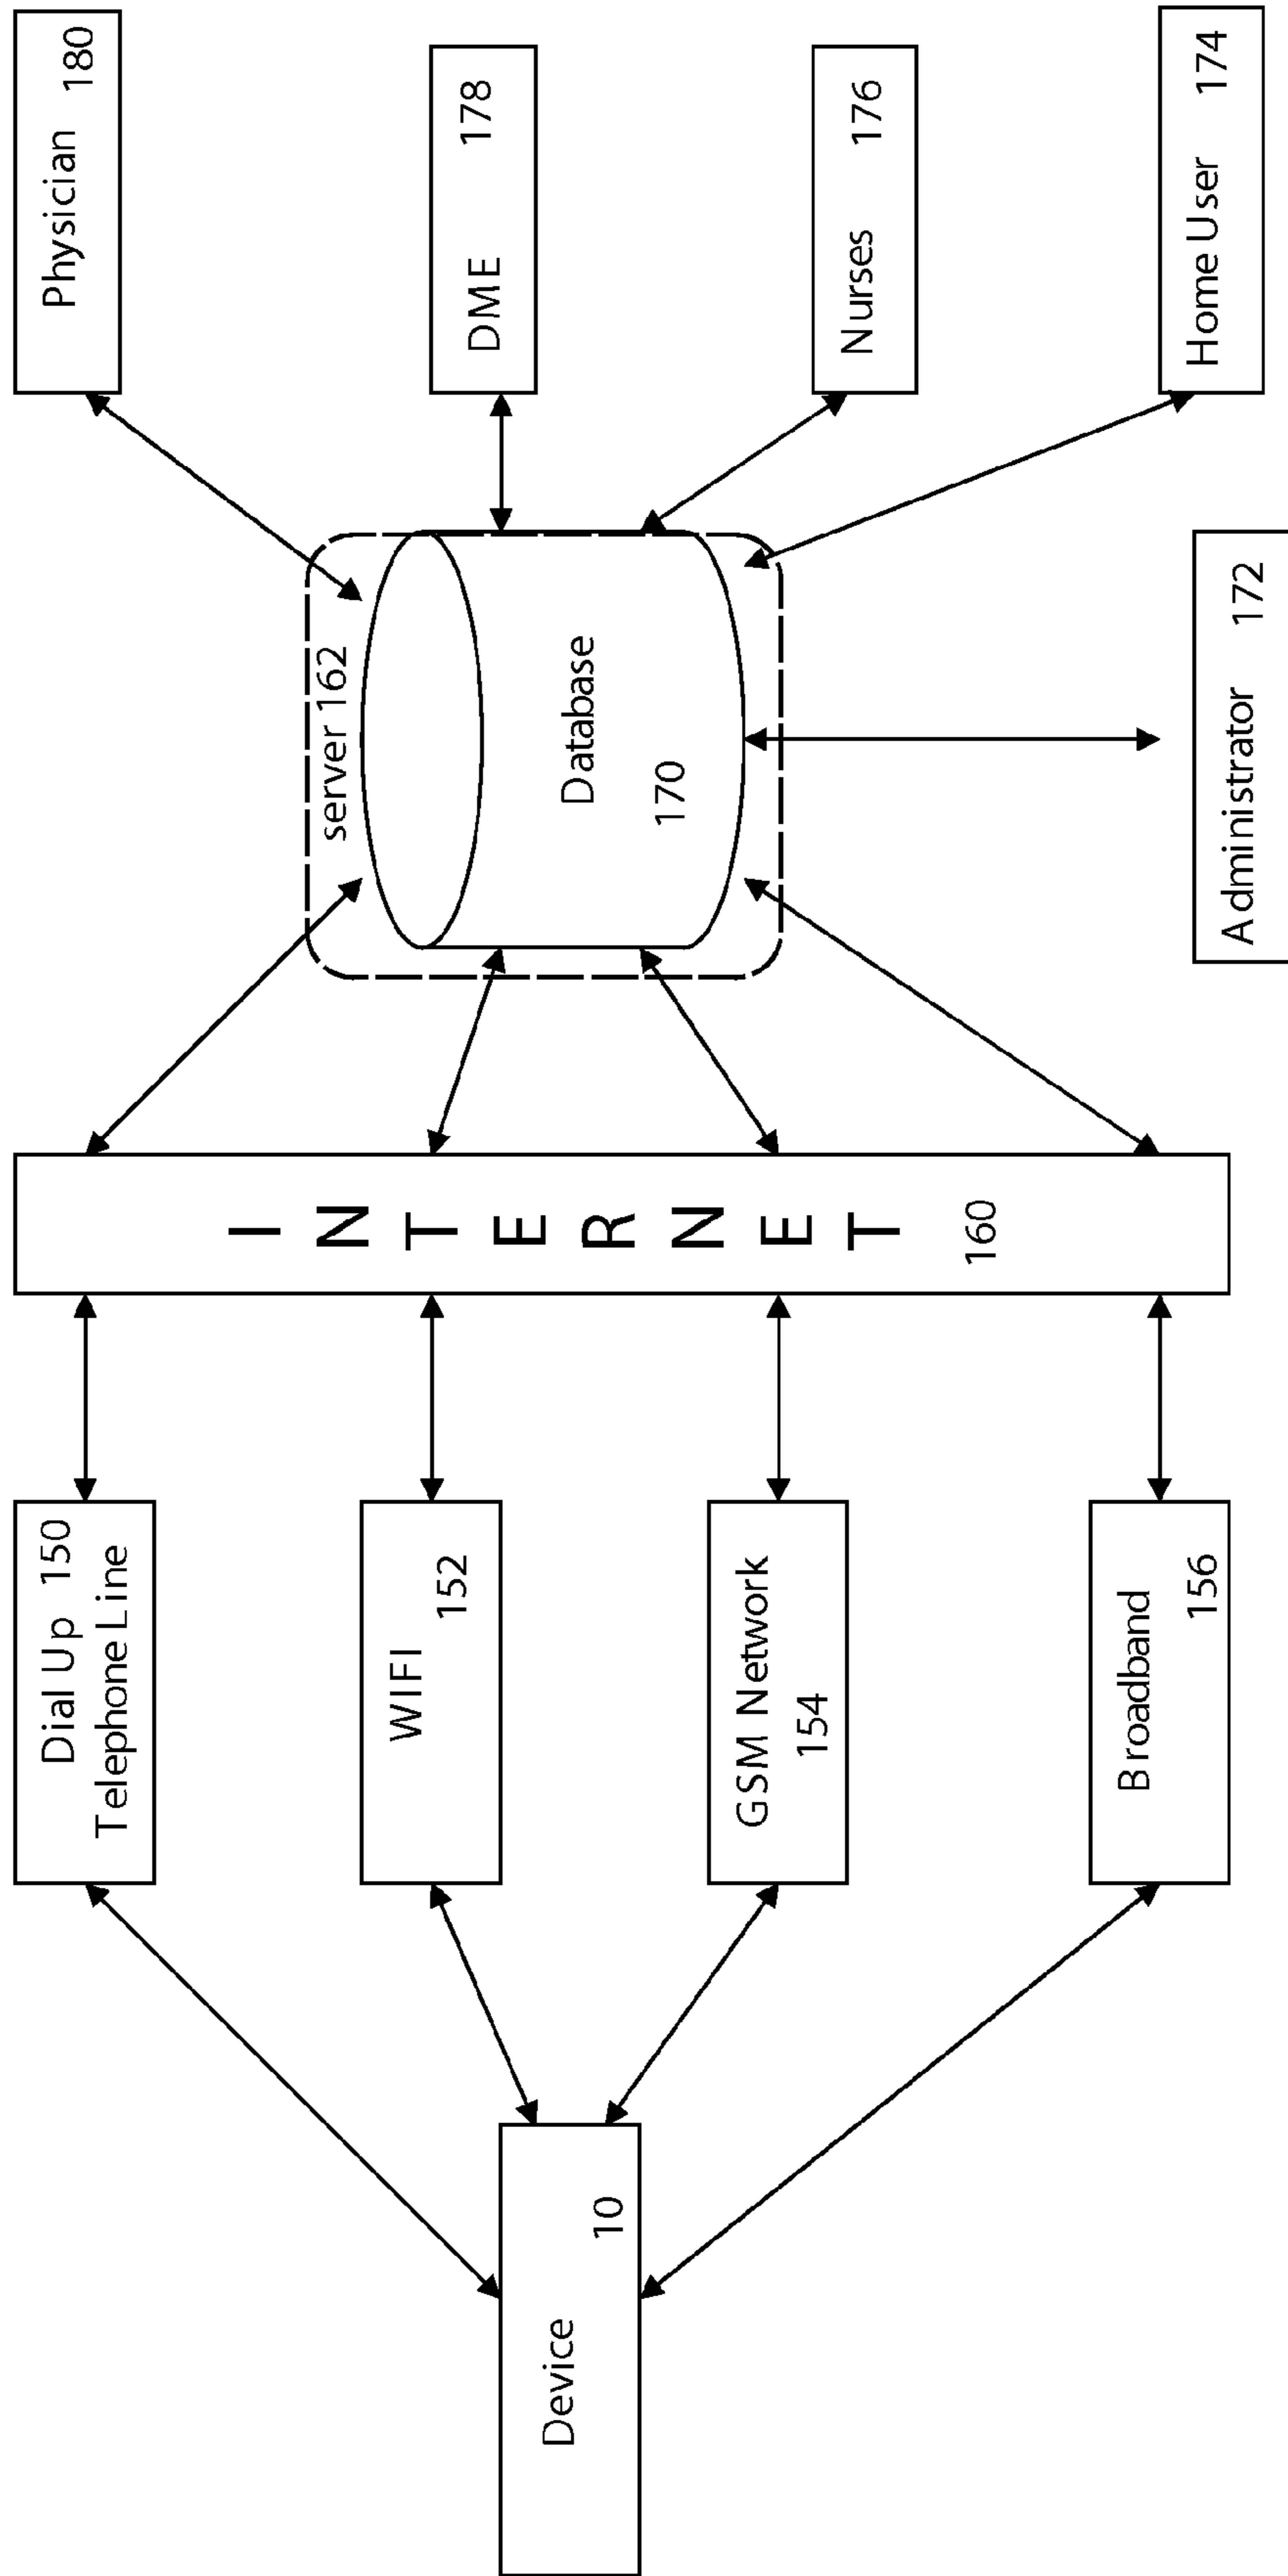 Device
10
Dial Up 150
Telephone Line
WIFI
152
GSM Network
154
Broadband
156
INTERNET
160
server 162
Database
170
Physician 180
DME 178
Nurses 176
Home User 174
Administrator 172